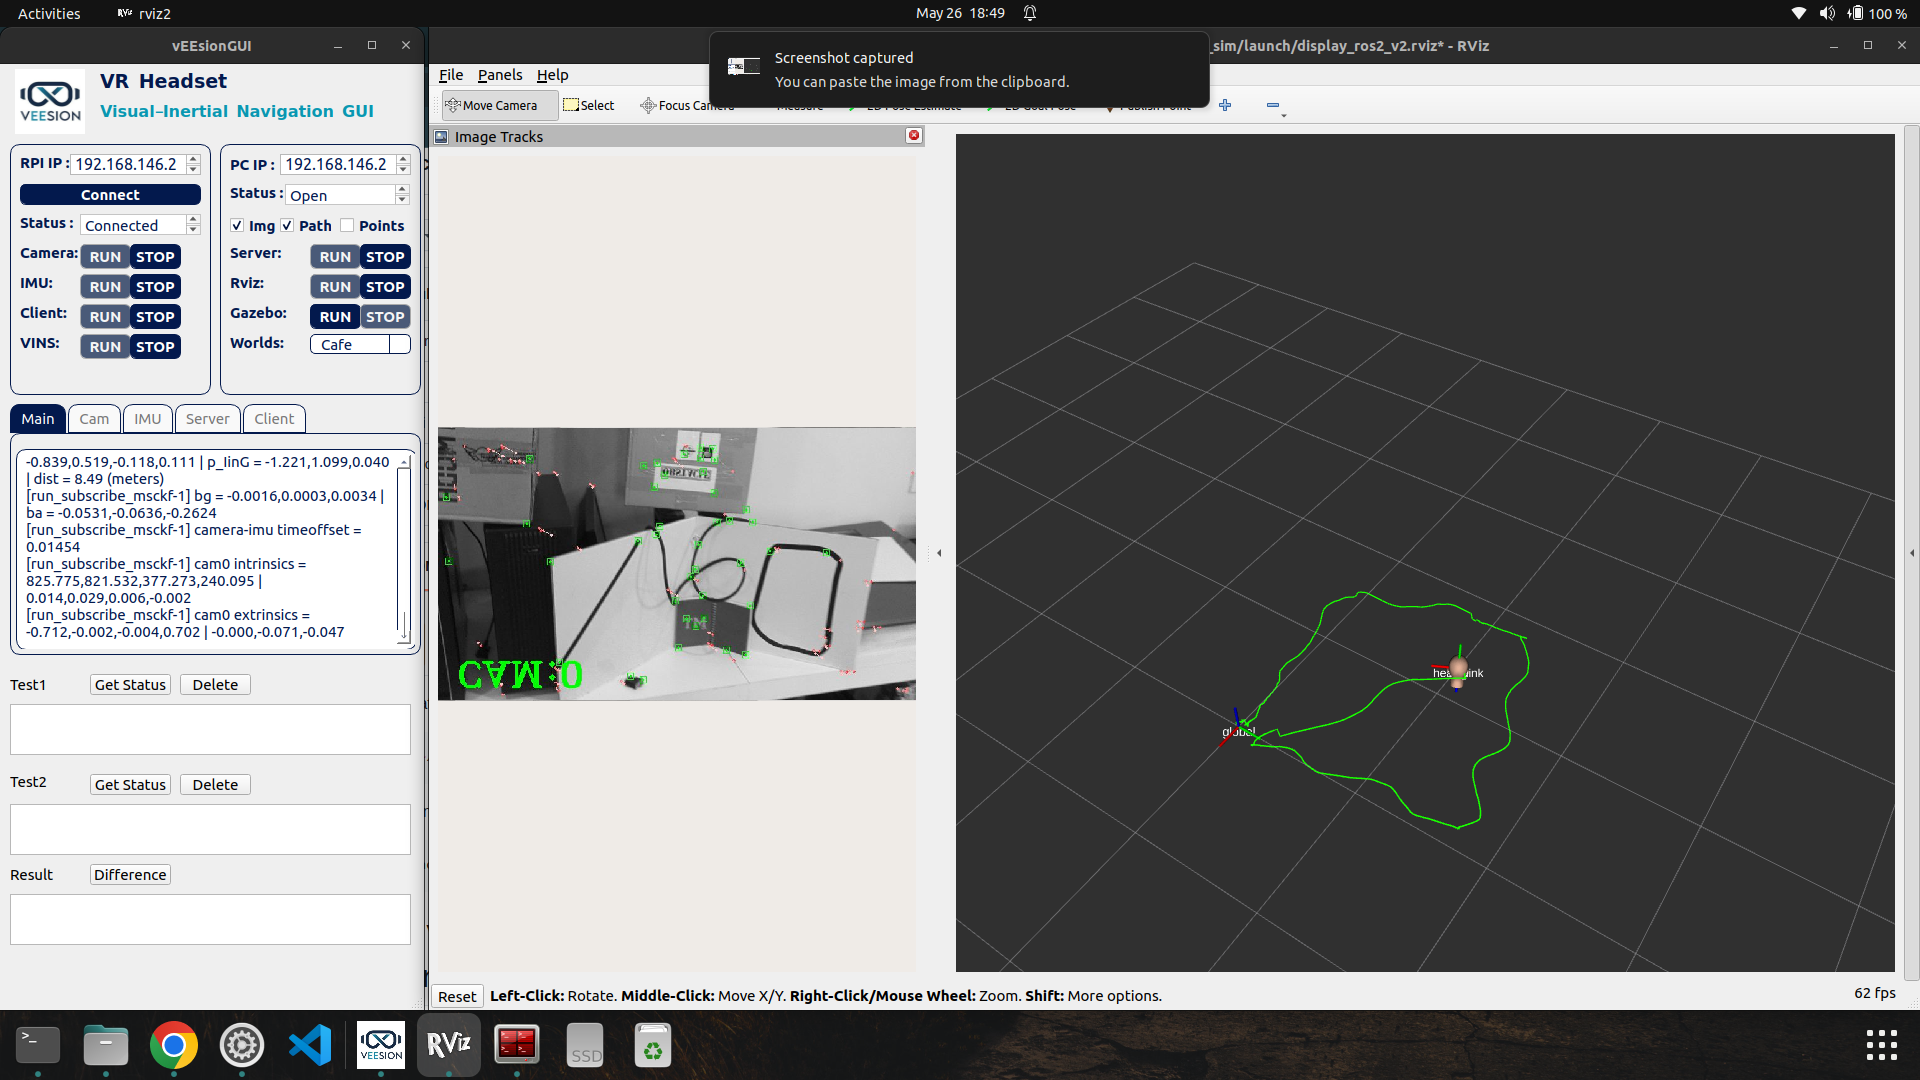 Activities
RViz rviz2
May 26 18:49
100 %
vEEsionGUI
_sim/launch/display_ros2_v2.rviz* - RViz
Screenshot captured
You can paste the image from the clipboard.
VEESION
VR Headset
Visual-Inertial Navigation GUI
File Panels Help
Move Camera
Select
Focus Camera
Image Tracks
RPI IP : 192.168.146.2
Connect
Status : Connected
Camera: RUN STOP
IMU: RUN STOP
Client: RUN STOP
VINS: RUN STOP
PC IP : 192.168.146.2
Status : Open
Img Path Points
Server: RUN STOP
Rviz: RUN STOP
Gazebo: RUN STOP
Worlds: Cafe
Main Cam IMU Server Client
-0.839,0.519,-0.118,0.111 | p_IinG = -1.221,1.099,0.040
| dist = 8.49 (meters)
[run_subscribe_msckf-1] bg = -0.0016,0.0003,0.0034 |
ba = -0.0531,-0.0636,-0.2624
[run_subscribe_msckf-1] camera-imu timeoffset =
0.01454
[run_subscribe_msckf-1] cam0 intrinsics =
825.775,821.532,377.273,240.095 |
0.014,0.029,0.006,-0.002
[run_subscribe_msckf-1] cam0 extrinsics =
-0.712,-0.002,-0.004,0.702 | -0.000,-0.071,-0.047
Test1 Get Status Delete
Test2 Get Status Delete
Result Difference
CAM:0
global
Reset Left-Click: Rotate. Middle-Click: Move X/Y. Right-Click/Mouse Wheel: Zoom. Shift: More options.
62 fps
VEESION
RViz
SSD